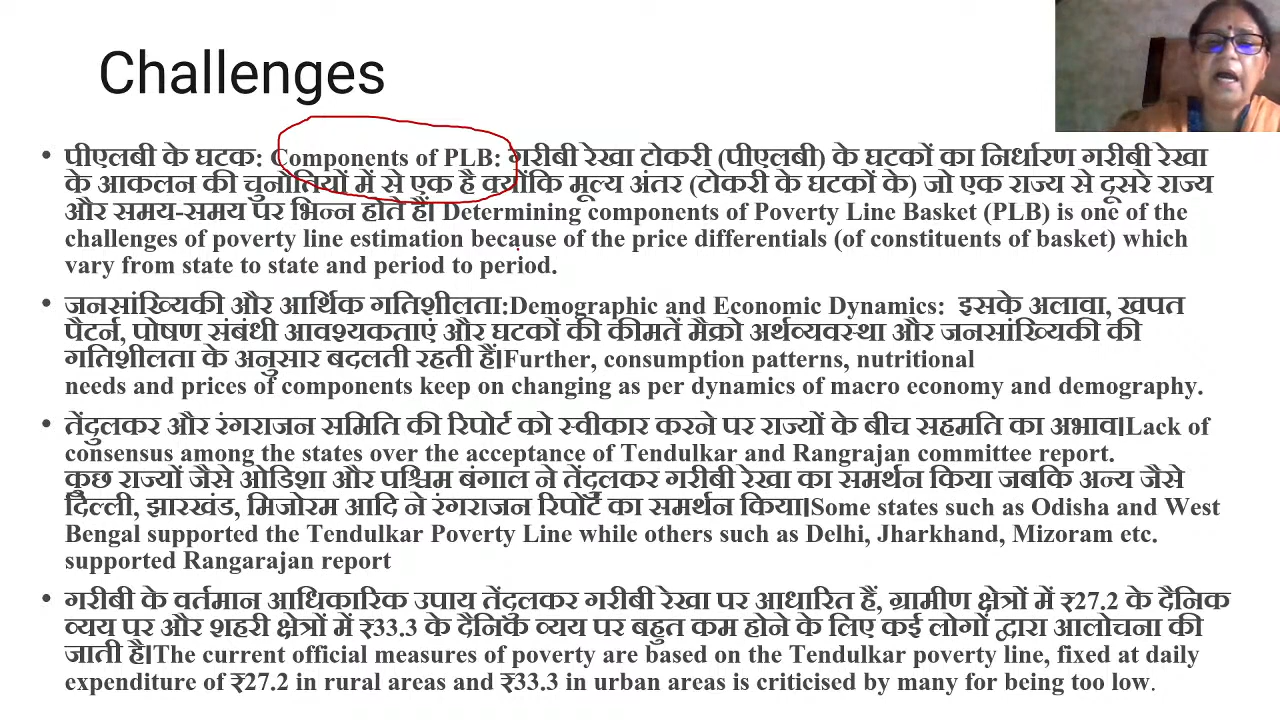 Challenges
• पीएलबी के घटक: Components of PLB: गरीबी रेखा टोकरी (पीएलबी) के घटकों का निर्धारण गरीबी रेखा
के आकलन की चुनौतियों में से एक है क्योंकि मूल्य अंतर (टोकरी के घटकों के) जो एक राज्य से दूसरे राज्य
और समय-समय पर भिन्न होते हैं। Determining components of Poverty Line Basket (PLB) is one of the
challenges of poverty line estimation because of the price differentials (of constituents of basket) which
vary from state to state and period to period.
• जनसांख्यिकी और आर्थिक गतिशीलता:Demographic and Economic Dynamics: इसके अलावा, खपत
पैटर्न, पोषण संबंधी आवश्यकताएं और घटकों की कीमतें मैक्रो अर्थव्यवस्था और जनसांख्यिकी की
गतिशीलता के अनुसार बदलती रहती हैं।Further, consumption patterns, nutritional
needs and prices of components keep on changing as per dynamics of macro economy and demography.
• तेंदुलकर और रंगराजन समिति की रिपोर्ट को स्वीकार करने पर राज्यों के बीच सहमति का अभाव।Lack of
consensus among the states over the acceptance of Tendulkar and Rangrajan committee report.
कुछ राज्यों जैसे ओडिशा और पश्चिम बंगाल ने तेंदुलकर गरीबी रेखा का समर्थन किया जबकि अन्य जैसे
दिल्ली, झारखंड, मिजोरम आदि ने रंगराजन रिपोर्ट का समर्थन किया।Some states such as Odisha and West
Bengal supported the Tendulkar Poverty Line while others such as Delhi, Jharkhand, Mizoram etc.
supported Rangarajan report
• गरीबी के वर्तमान आधिकारिक उपाय तेंदुलकर गरीबी रेखा पर आधारित हैं, ग्रामीण क्षेत्रों में ₹27.2 के दैनिक
व्यय पर और शहरी क्षेत्रों में ₹33.3 के दैनिक व्यय पर बहुत कम होने के लिए कई लोगों द्वारा आलोचना की
जाती है।The current official measures of poverty are based on the Tendulkar poverty line, fixed at daily
expenditure of ₹27.2 in rural areas and ₹33.3 in urban areas is criticised by many for being too low.